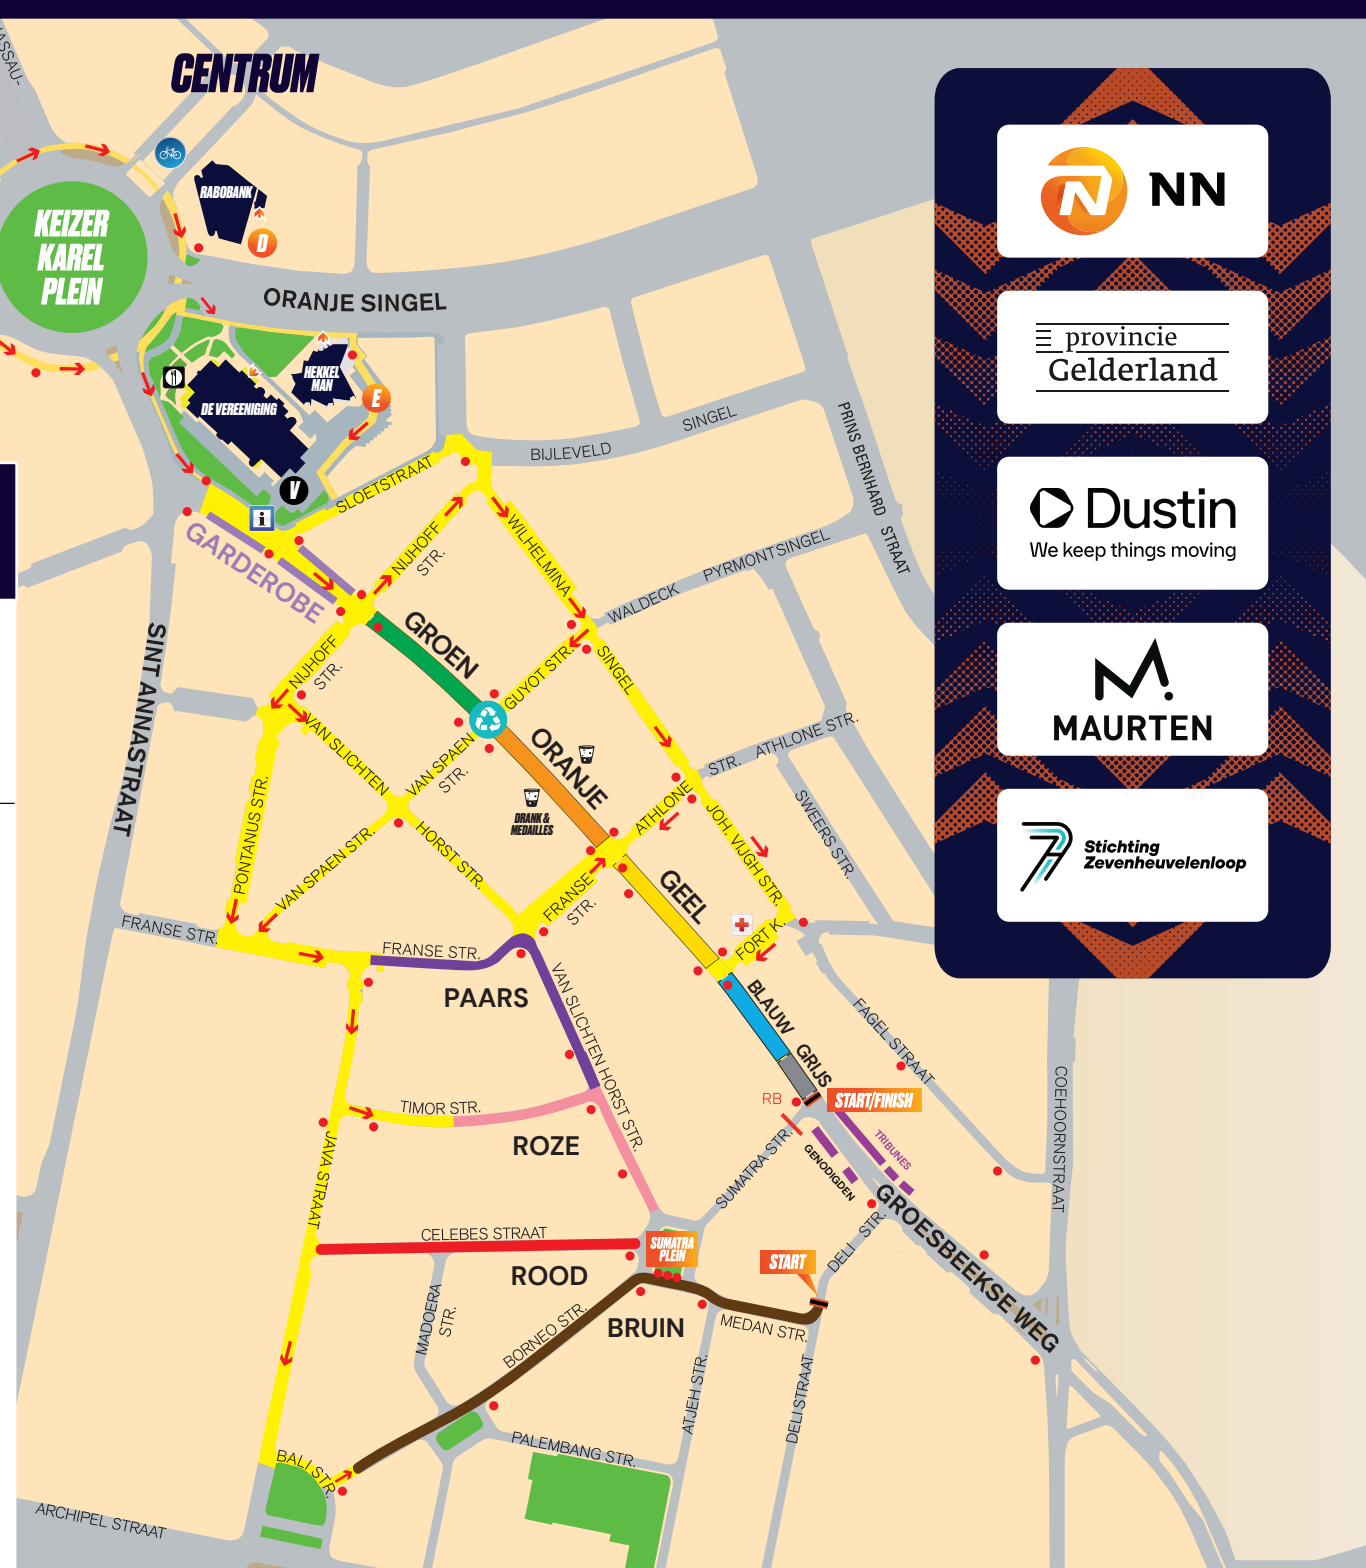 ASSAU-
CENTRUM
RABOBANK
D
KEIZER
KAREL
PLEIN
ORANJE SINGEL
HEKKEL
MAN
DE VEREENIGING
E
V
i
SLOETSTRAAT
BIJLEVELD
SINGEL
PRINS BERNHARD STRAAT
GARDEROBE
NIJHOFF
STR.
WILHELMINA
SINGEL
WALDECK
PYRMONTSINGEL
GROEN
NIJHOFF
STR.
GUYOT STR.
SINT ANNASTRAAT
VAN SLICHTEN
HORST STR.
VAN SPAEN
STR.
ORANJE
DRANK &
MEDAILLES
STR. ATHLONE STR.
ATHLONE
PONTANUS STR.
VAN SPAEN STR.
JOH. VIJGH STR.
SWEERS STR.
FRANSE
STR.
GEEL
FORT K.
FRANSE STR.
FRANSE STR.
PAARS
VAN SLICHTEN HORST STR.
BLAUW
GRIJS
FAGEL STRAAT
COEHOORNSTRAAT
RB
START/FINISH
TRIBUNES
GENODIGDEN
TIMOR STR.
ROZE
JAVASTRAAT
SUMATRA STR.
GROESBEEKSE WEG
CELEBES STRAAT
ROOD
SUMATRA
PLEIN
START
DELI STR.
MADOERA
STR.
BORNEO STR.
BRUIN
MEDAN STR.
ATJEH STR.
DELISTRAAT
BALI STR.
PALEMBANG STR.
ARCHIPEL STRAAT
NN
provincie
Gelderland
Dustin
We keep things moving
MAURTEN
Stichting
Zevenheuvelenloop